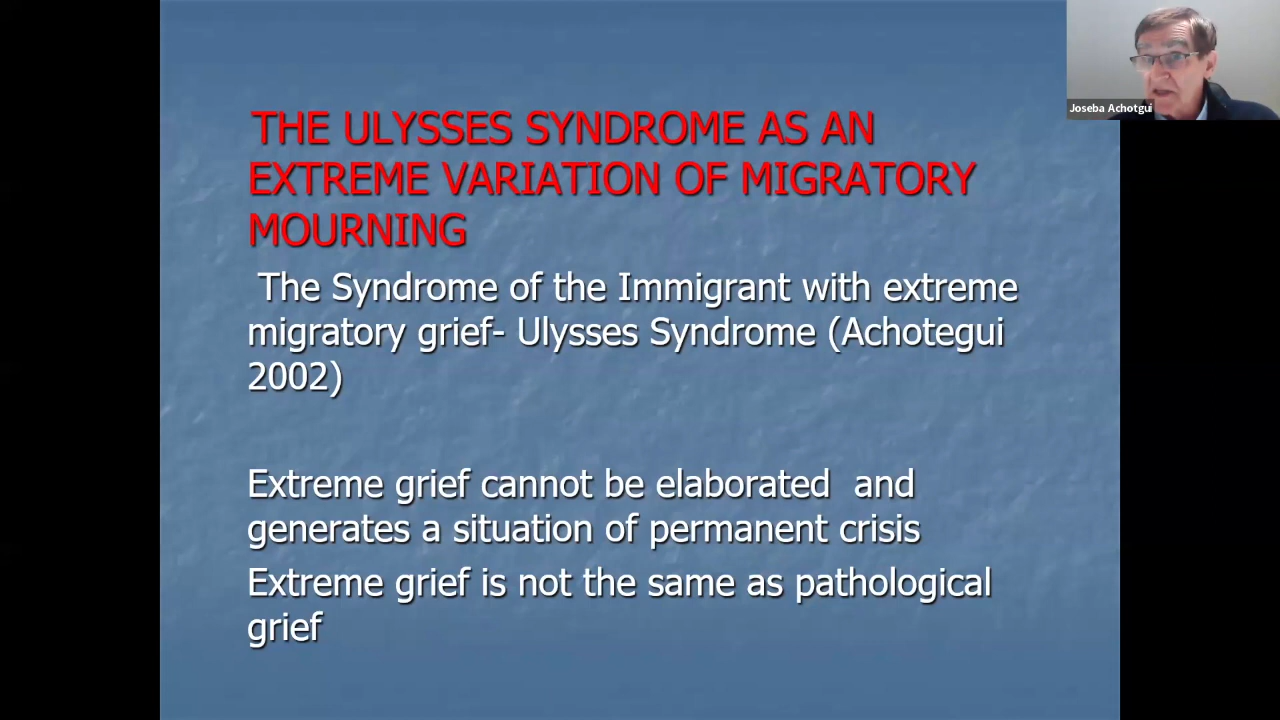 Joseba Achotgui
THE ULYSSES SYNDROME AS AN
EXTREME VARIATION OF MIGRATORY
MOURNING
The Syndrome of the Immigrant with extreme
migratory grief- Ulysses Syndrome (Achotegui
2002)
Extreme grief cannot be elaborated  and
generates a situation of permanent crisis
Extreme grief is not the same as pathological
grief